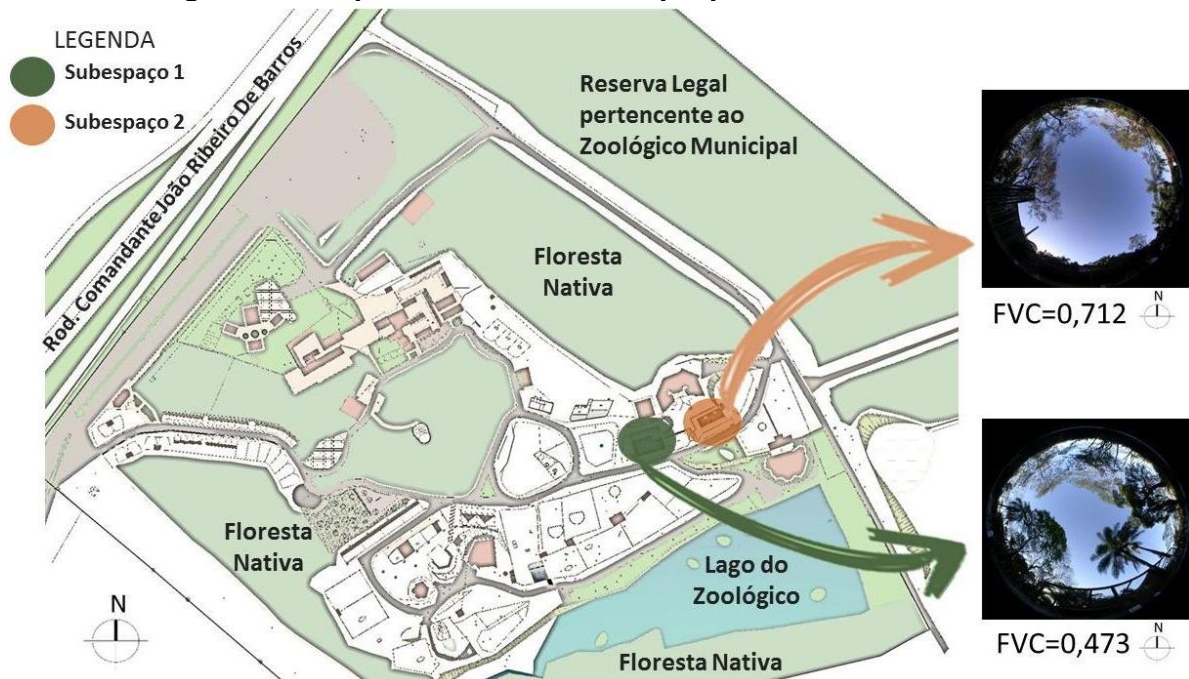 LEGENDA
Subespaço 1
Subespaço 2
Rod. Comandante João Ribeiro De Barros
Reserva Legal
pertencente ao
Zoológico Municipal
Floresta
Nativa
Floresta
Nativa
Lago do
Zoológico
Floresta Nativa
N
FVC=0,712
N
FVC=0,473
N